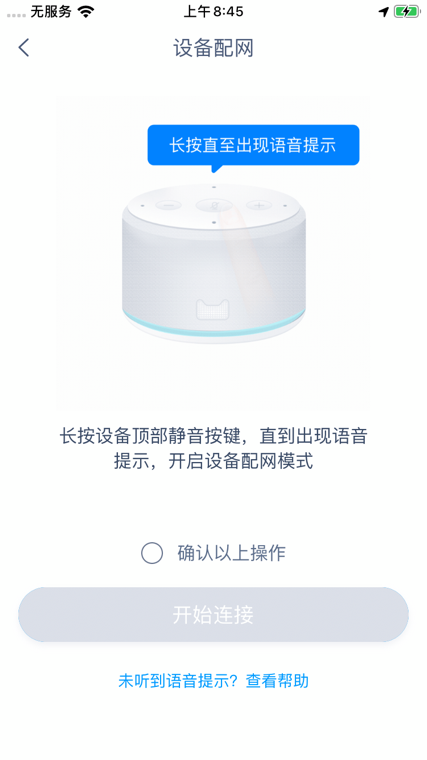 无服务
上午8:45
设备配网
长按直至出现语音提示
长按设备顶部静音按键，直到出现语音
提示，开启设备配网模式
确认以上操作
开始连接
未听到语音提示？查看帮助